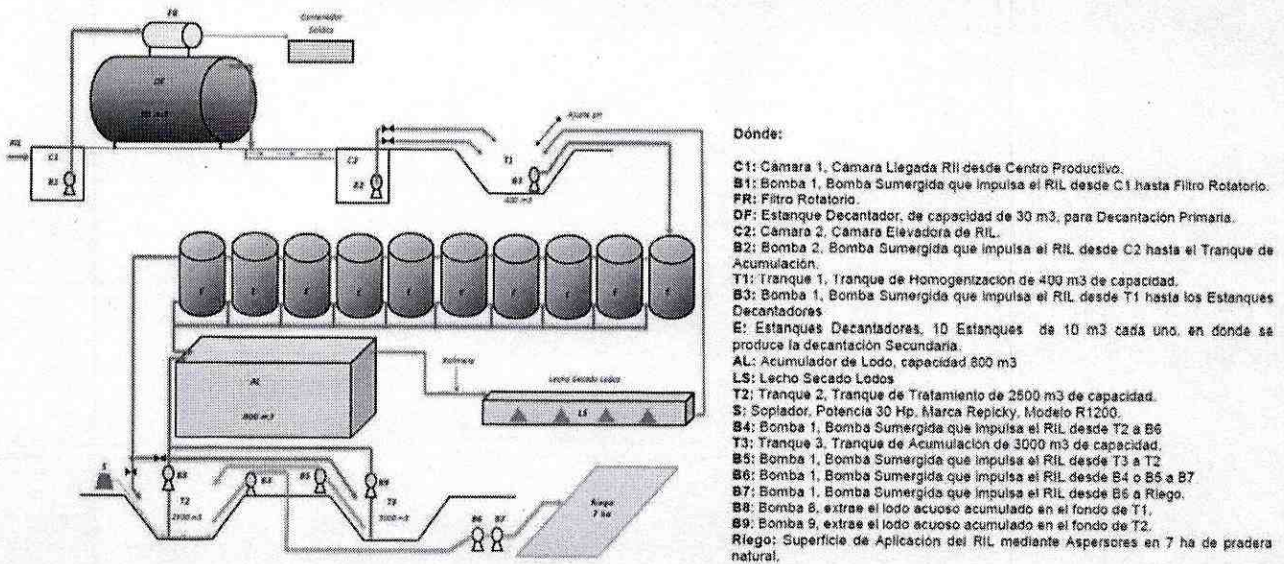 FR
Contenedor
Sólidos
DF
30 m3
RIL
C1
B1
C2
B2
Ajuste pH
T1
B3
400 m3
E E E E E E E E E
AL
800 m3
Polímero
Lecho Secado Lodos
LS
S
B8
T2
2500 m3
B5
B9
T3
3000 m3
B6
B7
Riego
7 ha
Dónde:
C1: Cámara 1, Cámara Llegada RIl desde Centro Productivo.
B1: Bomba 1, Bomba Sumergida que impulsa el RIL desde C1 hasta Filtro Rotatorio.
FR: Filtro Rotatorio.
DF: Estanque Decantador, de capacidad de 30 m3, para Decantación Primaria.
C2: Cámara 2, Cámara Elevadora de RIL.
B2: Bomba 2, Bomba Sumergida que impulsa el RIL desde C2 hasta el Tranque de
Acumulación.
T1: Tranque 1, Tranque de Homogenización de 400 m3 de capacidad.
B3: Bomba 1, Bomba Sumergida que impulsa el RIL desde T1 hasta los Estanques
Decantadores
E: Estanques Decantadores, 10 Estanques de 10 m3 cada uno, en donde se
produce la decantación Secundaria.
AL: Acumulador de Lodo, capacidad 800 m3
LS: Lecho Secado Lodos
T2: Tranque 2, Tranque de Tratamiento de 2500 m3 de capacidad.
S: Soplador, Potencia 30 Hp, Marca Repicky, Modelo R1200.
B4: Bomba 1, Bomba Sumergida que impulsa el RIL desde T2 a B6
T3: Tranque 3, Tranque de Acumulación de 3000 m3 de capacidad.
B5: Bomba 1, Bomba Sumergida que impulsa el RIL desde T3 a T2
B6: Bomba 1, Bomba Sumergida que impulsa el RIL desde B4 o B5 a B7
B7: Bomba 1, Bomba Sumergida que impulsa el RIL desde B6 a Riego.
B8: Bomba 8, extrae el lodo acuoso acumulado en el fondo de T1.
B9: Bomba 9, extrae el lodo acuoso acumulado en el fondo de T2.
Riego: Superficie de Aplicación del RIL mediante Aspersores en 7 ha de pradera
natural.